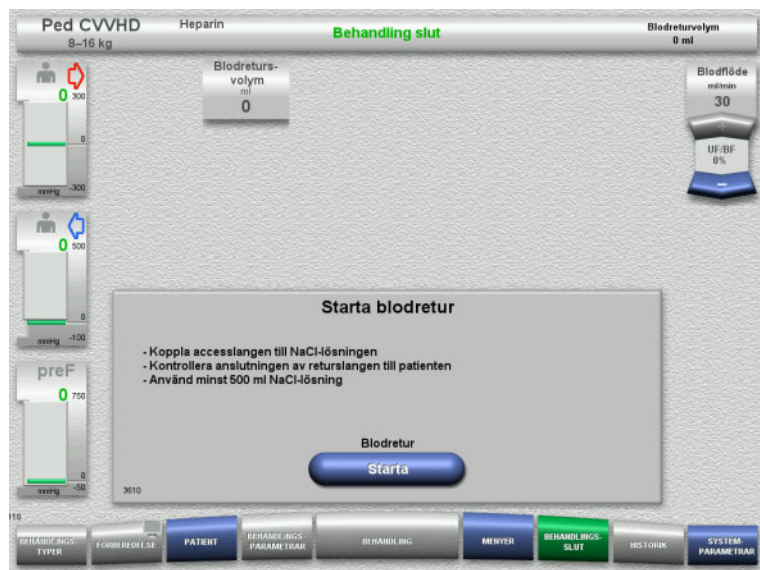 Ped CVVHD
8–16 kg
Heparin
Behandling slut
Blodreturvolym
0 ml
0
300
0
mmHg
-300
Blodreturs-
volym
ml
0
Blodflöde
ml/min
30
+
UF/BF
0%
–
0
500
0
mmHg
-100
preF
0
750
0
mmHg
-50
Starta blodretur
- Koppla accesslangen till NaCl-lösningen
- Kontrollera anslutningen av returslangen till patienten
- Använd minst 500 ml NaCl-lösning
Blodretur
Starta
3610
BEHANDLINGS-
TYPER
FÖRBEREDELSE
PATIENT
BEHANDLINGS-
PARAMETRAR
BEHANDLING
MENYER
BEHANDLINGS-
SLUT
HISTORIK
SYSTEM-
PARAMETRAR